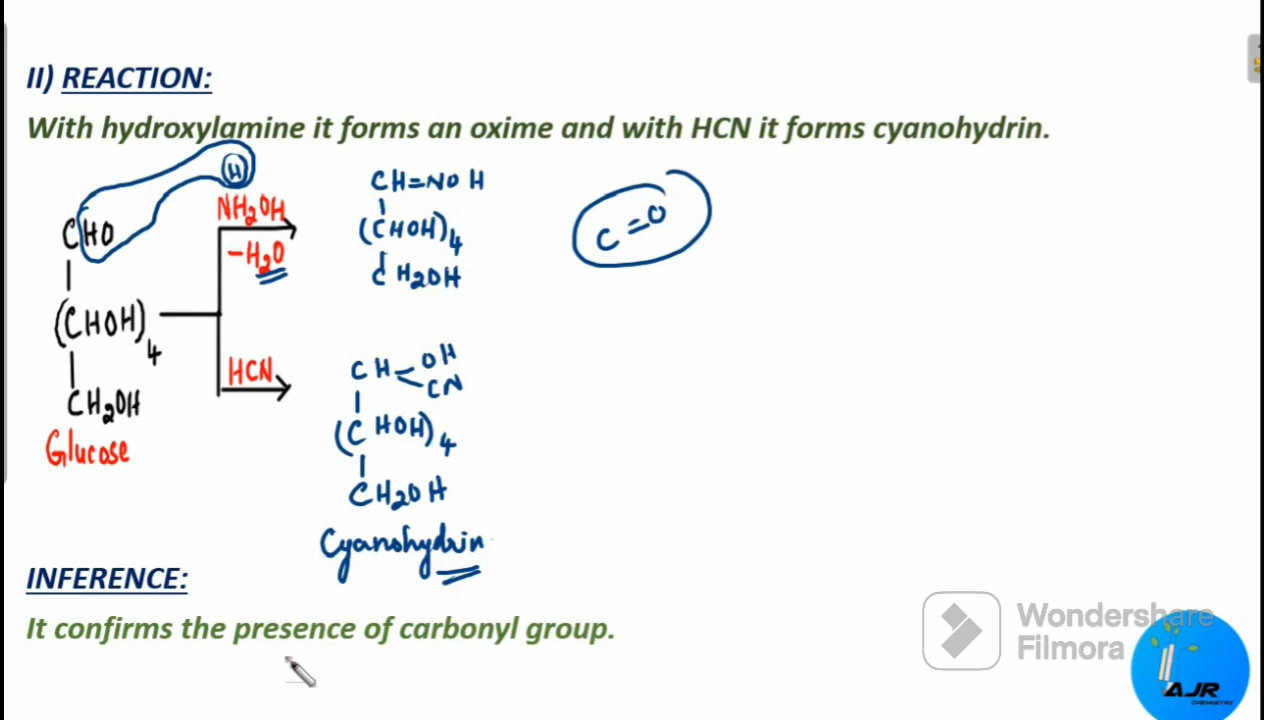 II) REACTION:
With hydroxylamine it forms an oxime and with HCN it forms cyanohydrin.
H
CHO
|
(CHOH)4
|
CH2OH
Glucose
NH2OH
-H2O
HCN
CH=NOH
|
(CHOH)4
|
CH2OH
C=O
CH
OH
CN
|
(CHOH)4
|
CH2OH
Cyanohydrin
INFERENCE:
It confirms the presence of carbonyl group.
Wondershare
Filmora
AJR
CHEMISTRY